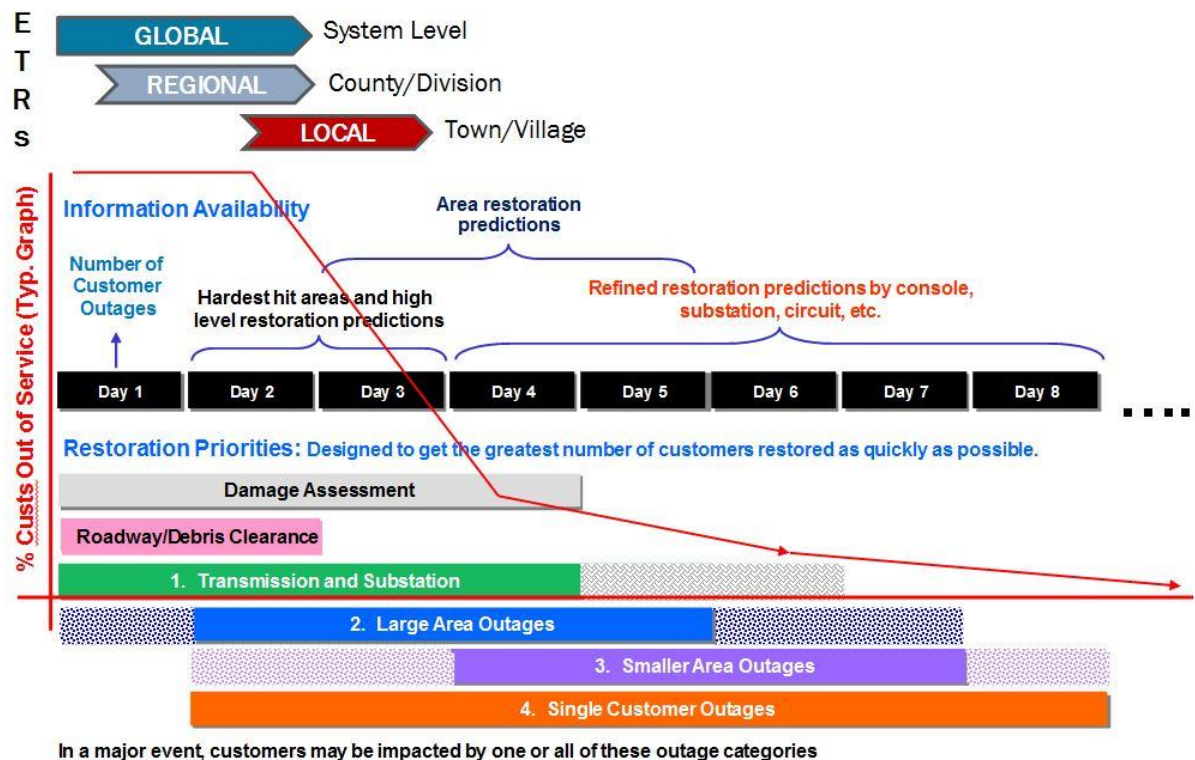 E
T
R
s
GLOBAL
System Level
REGIONAL
County/Division
LOCAL
Town/Village
% Custs Out of Service (Typ. Graph)
Information Availability
Number of
Customer
Outages
Hardest hit areas and high
level restoration predictions
Area restoration
predictions
Refined restoration predictions by console,
substation, circuit, etc.
Day 1
Day 2
Day 3
Day 4
Day 5
Day 6
Day 7
Day 8
....
Restoration Priorities: Designed to get the greatest number of customers restored as quickly as possible.
Damage Assessment
Roadway/Debris Clearance
1. Transmission and Substation
2. Large Area Outages
3. Smaller Area Outages
4. Single Customer Outages
In a major event, customers may be impacted by one or all of these outage categories